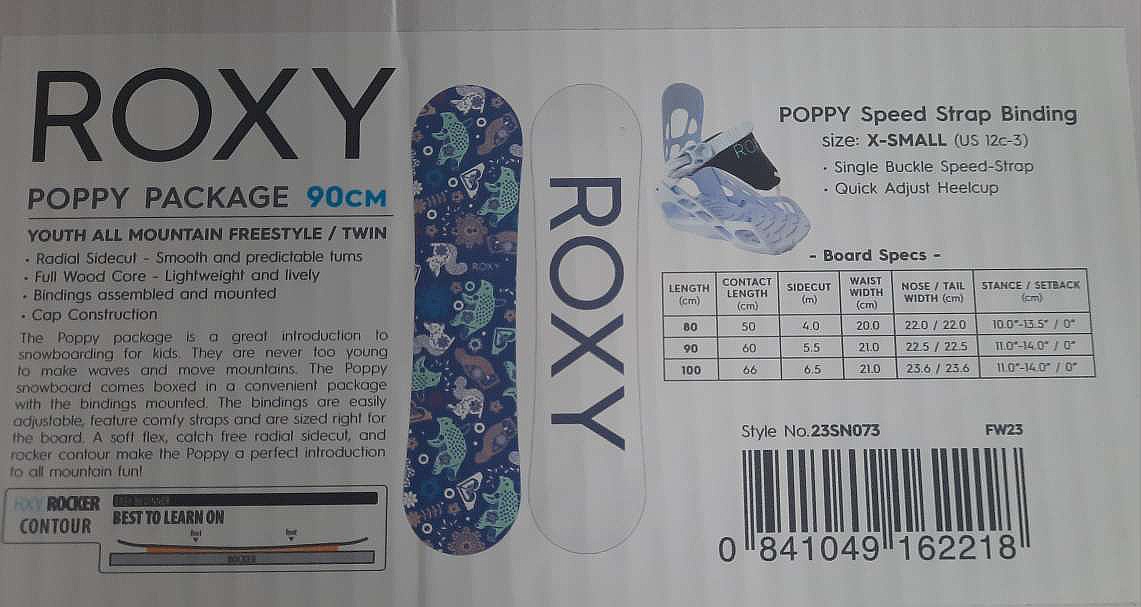 ROXY
POPPY PACKAGE 90CM
YOUTH ALL MOUNTAIN FREESTYLE / TWIN
· Radial Sidecut - Smooth and predictable turns
· Full Wood Core - Lightweight and lively
· Bindings assembled and mounted
· Cap Construction
The Poppy package is a great introduction to
snowboarding for kids. They are never too young
to make waves and move mountains. The Poppy
snowboard comes boxed in a convenient package
with the bindings mounted. The bindings are easily
adjustable, feature comfy straps and are sized right for
the board. A soft flex, catch free radial sidecut, and
rocker contour make the Poppy a perfect introduction
to all mountain fun!
ROXY ROCKER
CONTOUR
BEST TO LEARN ON
foot foot
ROCKER
ROXY
ROXY
RO
POPPY Speed Strap Binding
size: X-SMALL (US 12c-3)
· Single Buckle Speed-Strap
· Quick Adjust Heelcup
- Board Specs -
LENGTH (cm) CONTACT LENGTH (cm) SIDECUT (m) WAIST WIDTH (cm) NOSE / TAIL WIDTH (cm) STANCE / SETBACK (cm)
80 50 4.0 20.0 22.0 / 22.0 10.0"-13.5" / 0"
90 60 5.5 21.0 22.5 / 22.5 11.0"-14.0" / 0"
100 66 6.5 21.0 23.6 / 23.6 11.0"-14.0" / 0"
Style No.23SN073 FW23
0 841049 162218